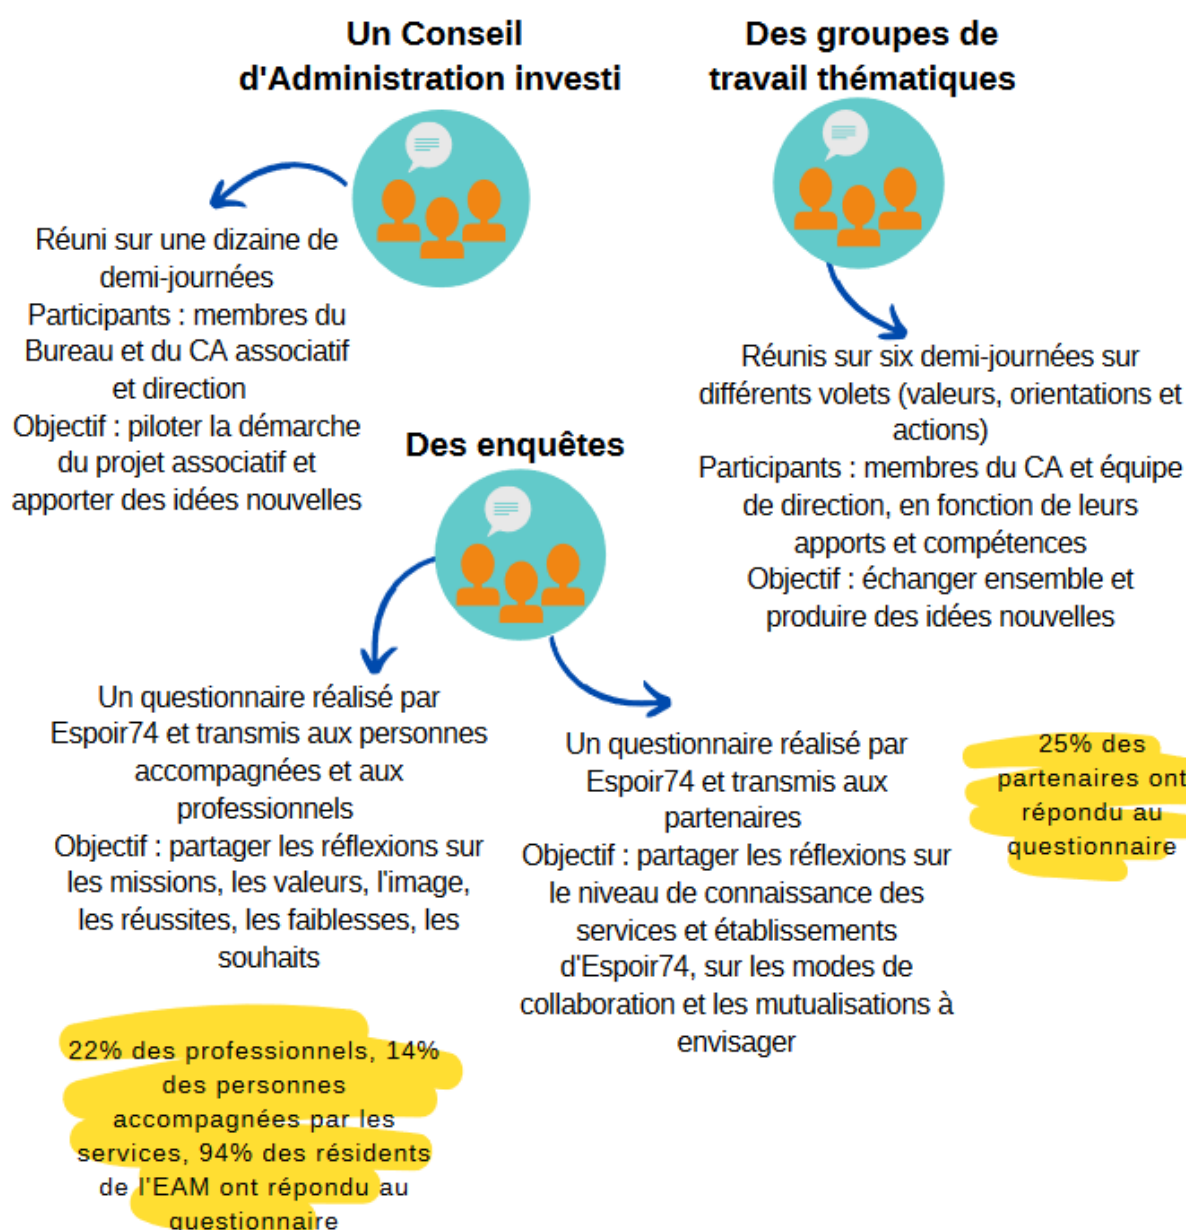 Un Conseil
d'Administration investi
Réuni sur une dizaine de
demi-journées
Participants : membres du
Bureau et du CA associatif
et direction
Objectif : piloter la démarche
du projet associatif et
apporter des idées nouvelles
Des groupes de
travail thématiques
Réunis sur six demi-journées sur
différents volets (valeurs, orientations et
actions)
Participants : membres du CA et équipe
de direction, en fonction de leurs
apports et compétences
Objectif : échanger ensemble et
produire des idées nouvelles
Des enquêtes
Un questionnaire réalisé par
Espoir74 et transmis aux personnes
accompagnées et aux
professionnels
Objectif : partager les réflexions sur
les missions, les valeurs, l'image,
les réussites, les faiblesses, les
souhaits
22% des professionnels, 14%
des personnes
accompagnées par les
services, 94% des résidents
de l'EAM ont répondu au
questionnaire
Un questionnaire réalisé par
Espoir74 et transmis aux
partenaires
Objectif : partager les réflexions sur
le niveau de connaissance des
services et établissements
d'Espoir74, sur les modes de
collaboration et les mutualisations à
envisager
25% des
partenaires ont
répondu au
questionnaire